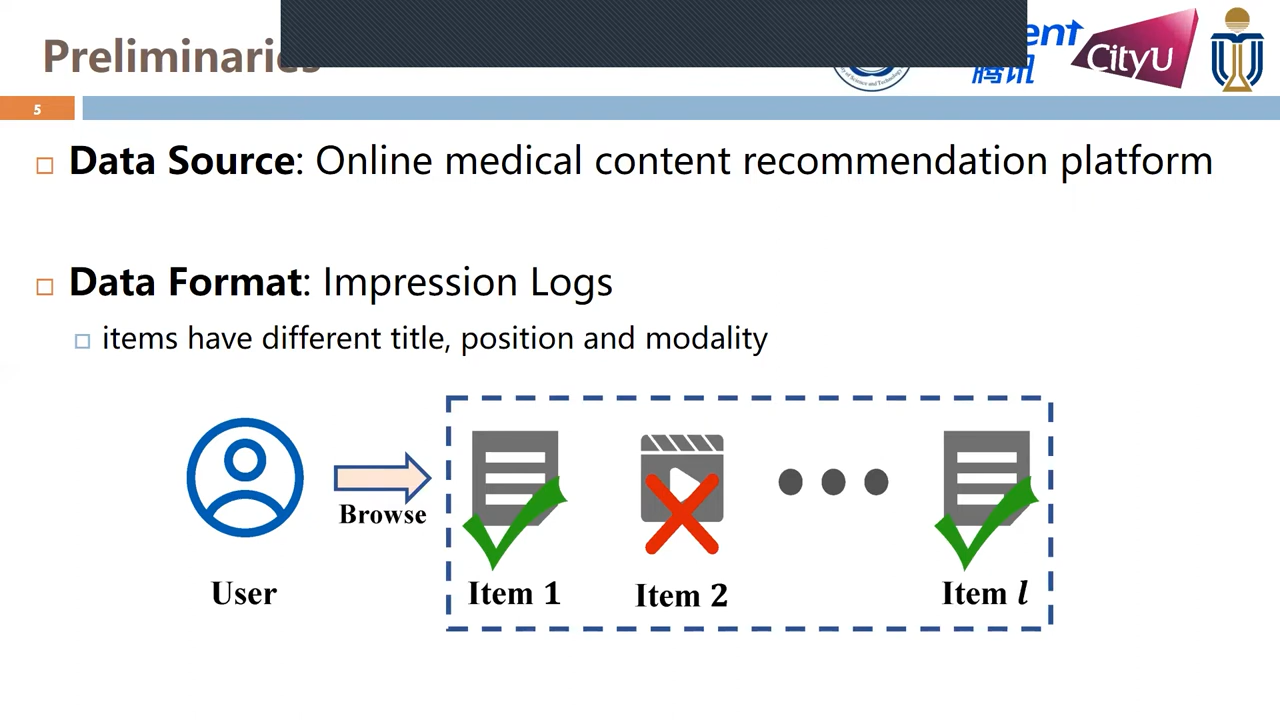 Preliminaries
腾讯
CityU
5
Data Source: Online medical content recommendation platform
Data Format: Impression Logs
items have different title, position and modality
Browse
User
Item 1
Item 2
Item l